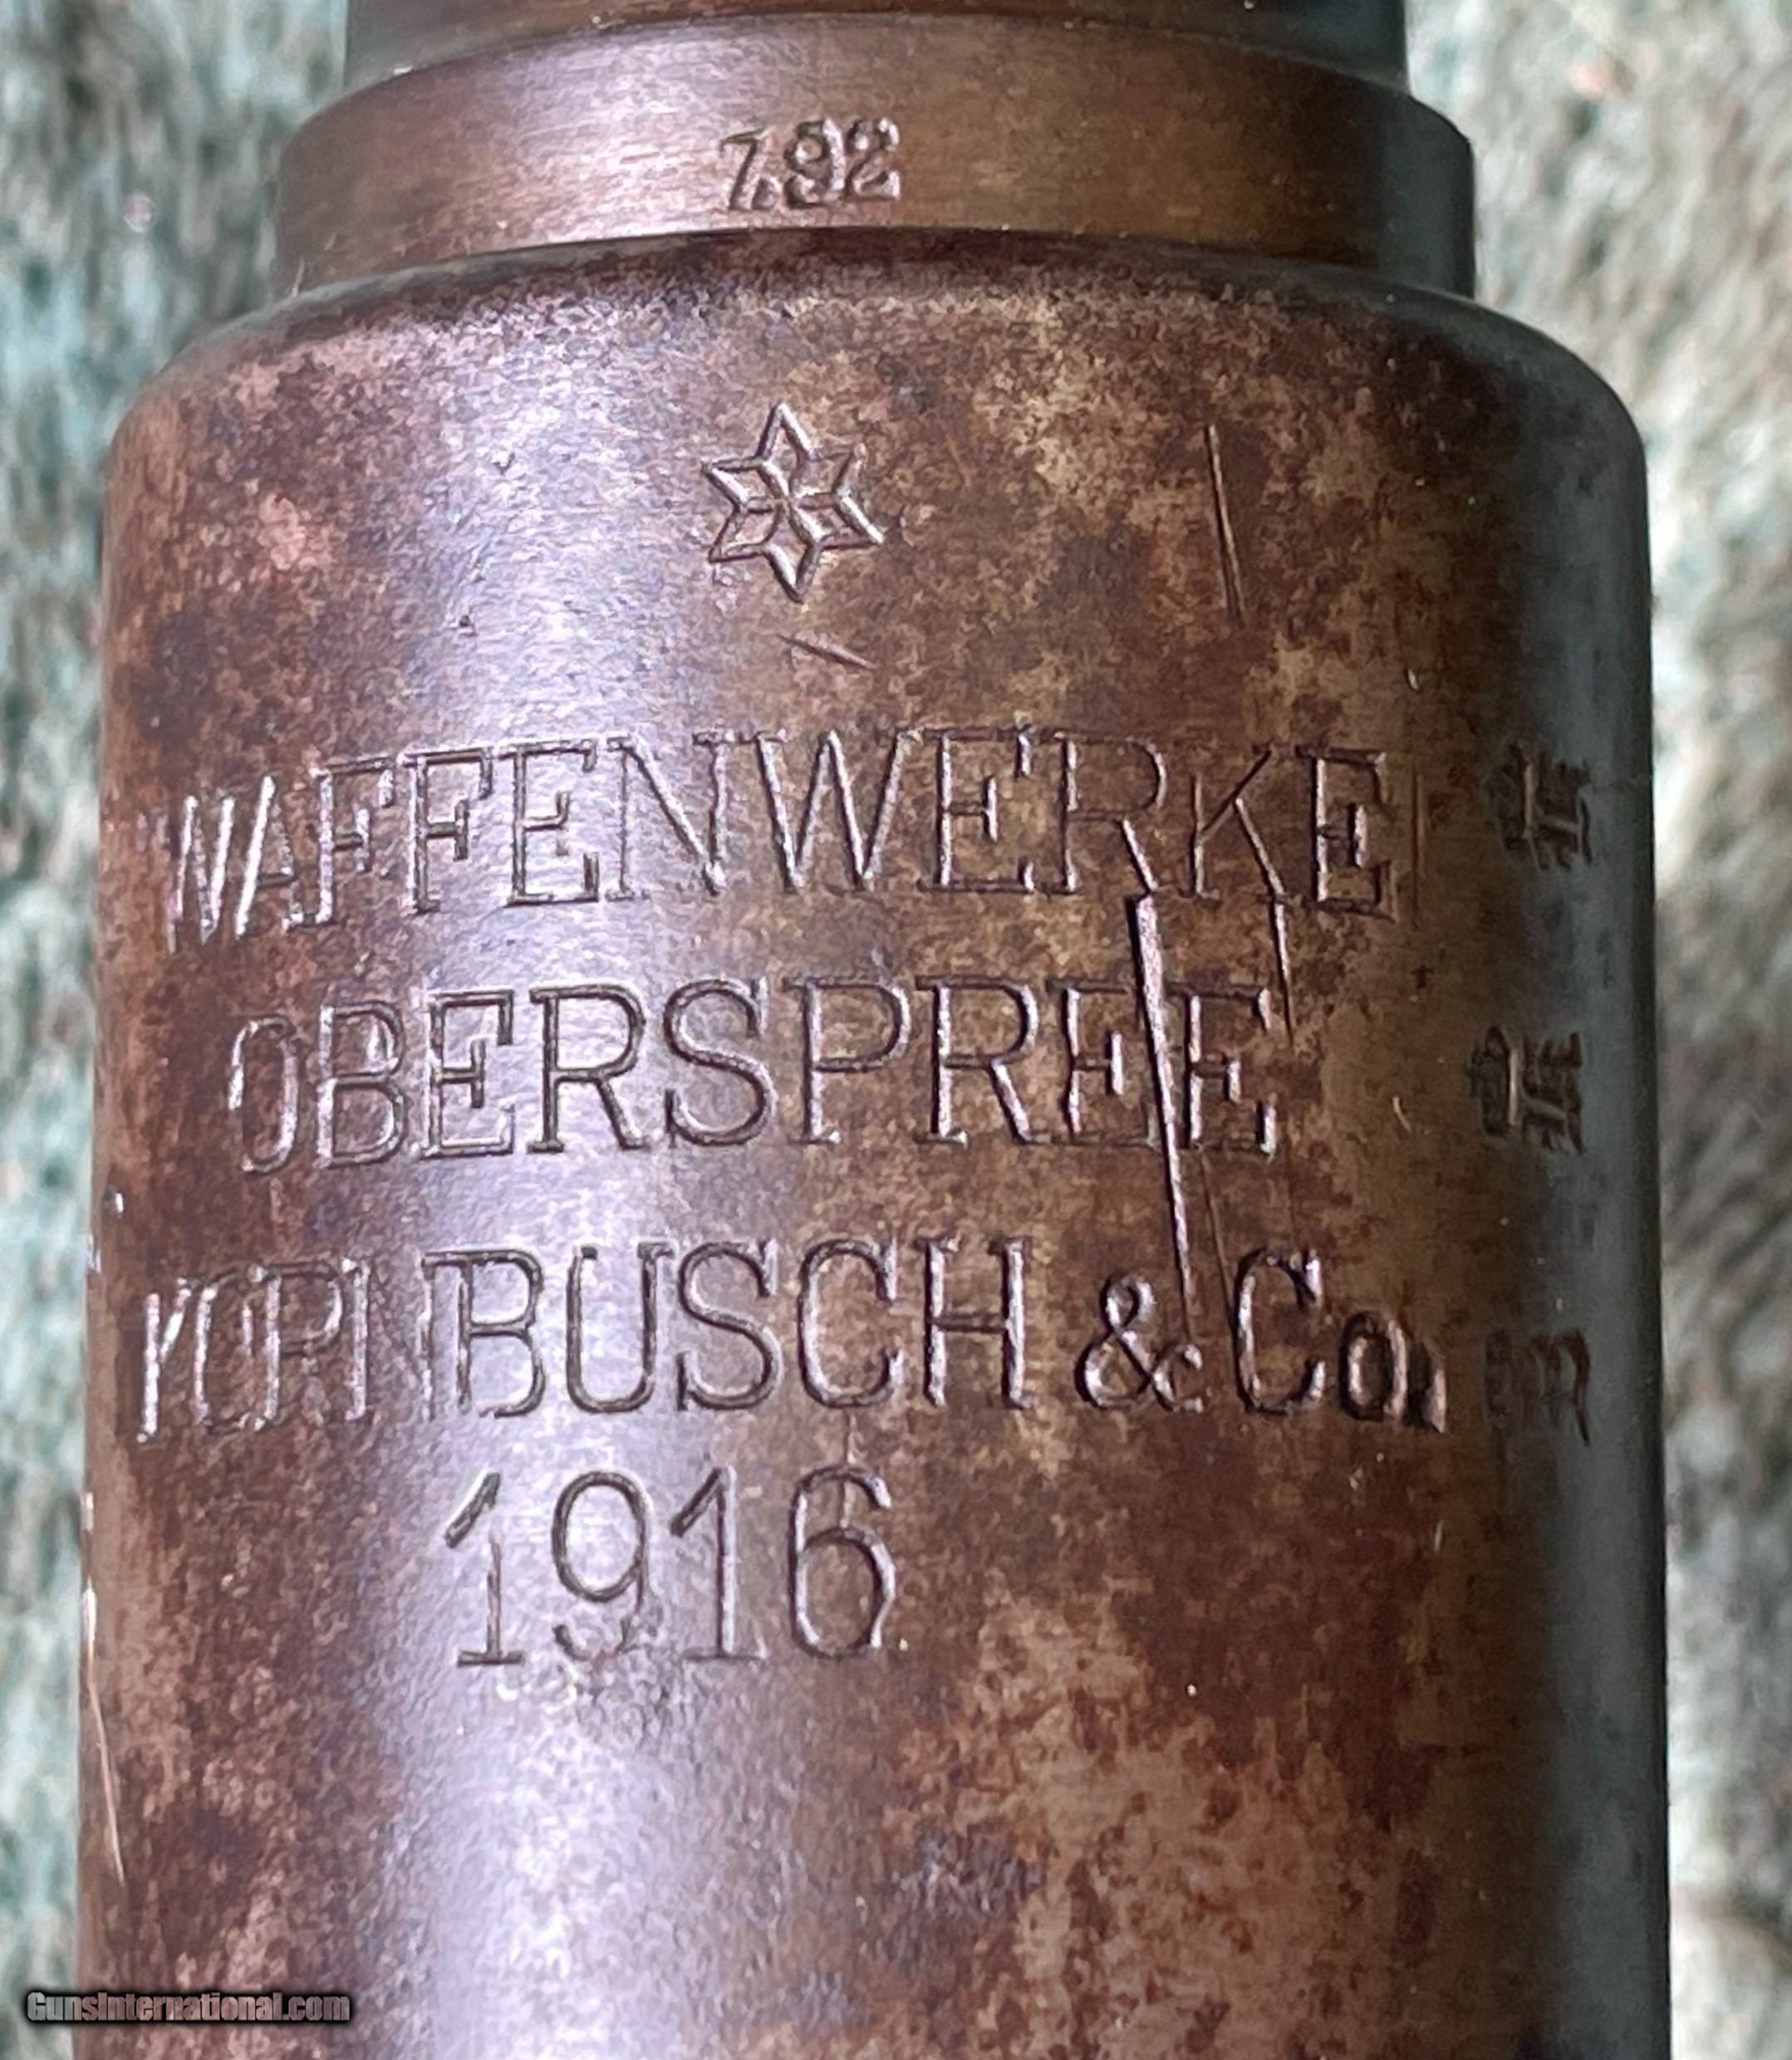 7.92
WAFFENWERKE
OBERSPREE
BUSCH & Co.
1916
GunsInternational.com